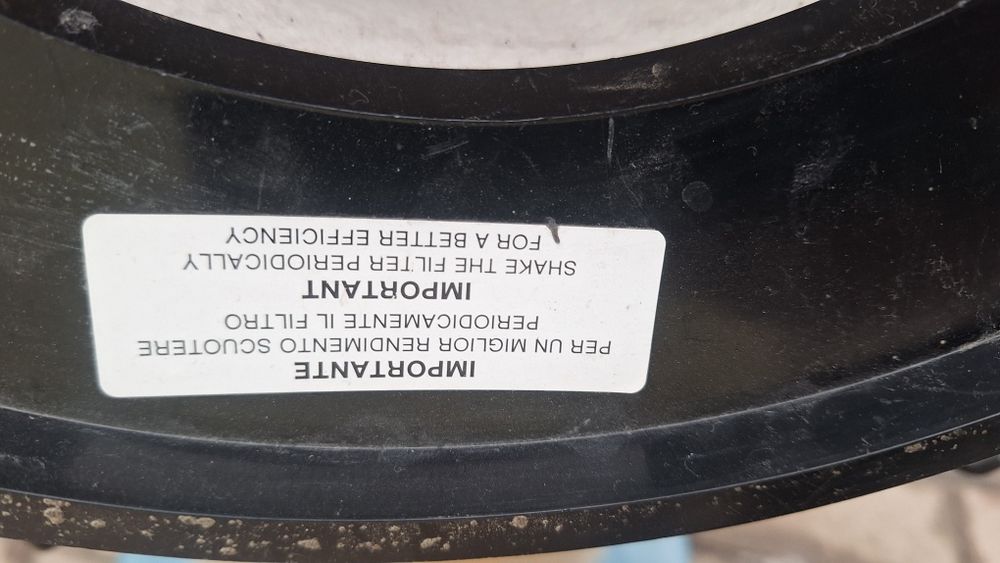 IMPORTANTE
PER UN MIGLIOR RENDIMENTO SCUOTERE
PERIODICAMENTE IL FILTRO
IMPORTANT
SHAKE THE FILTER PERIODICALLY
FOR A BETTER EFFICIENCY